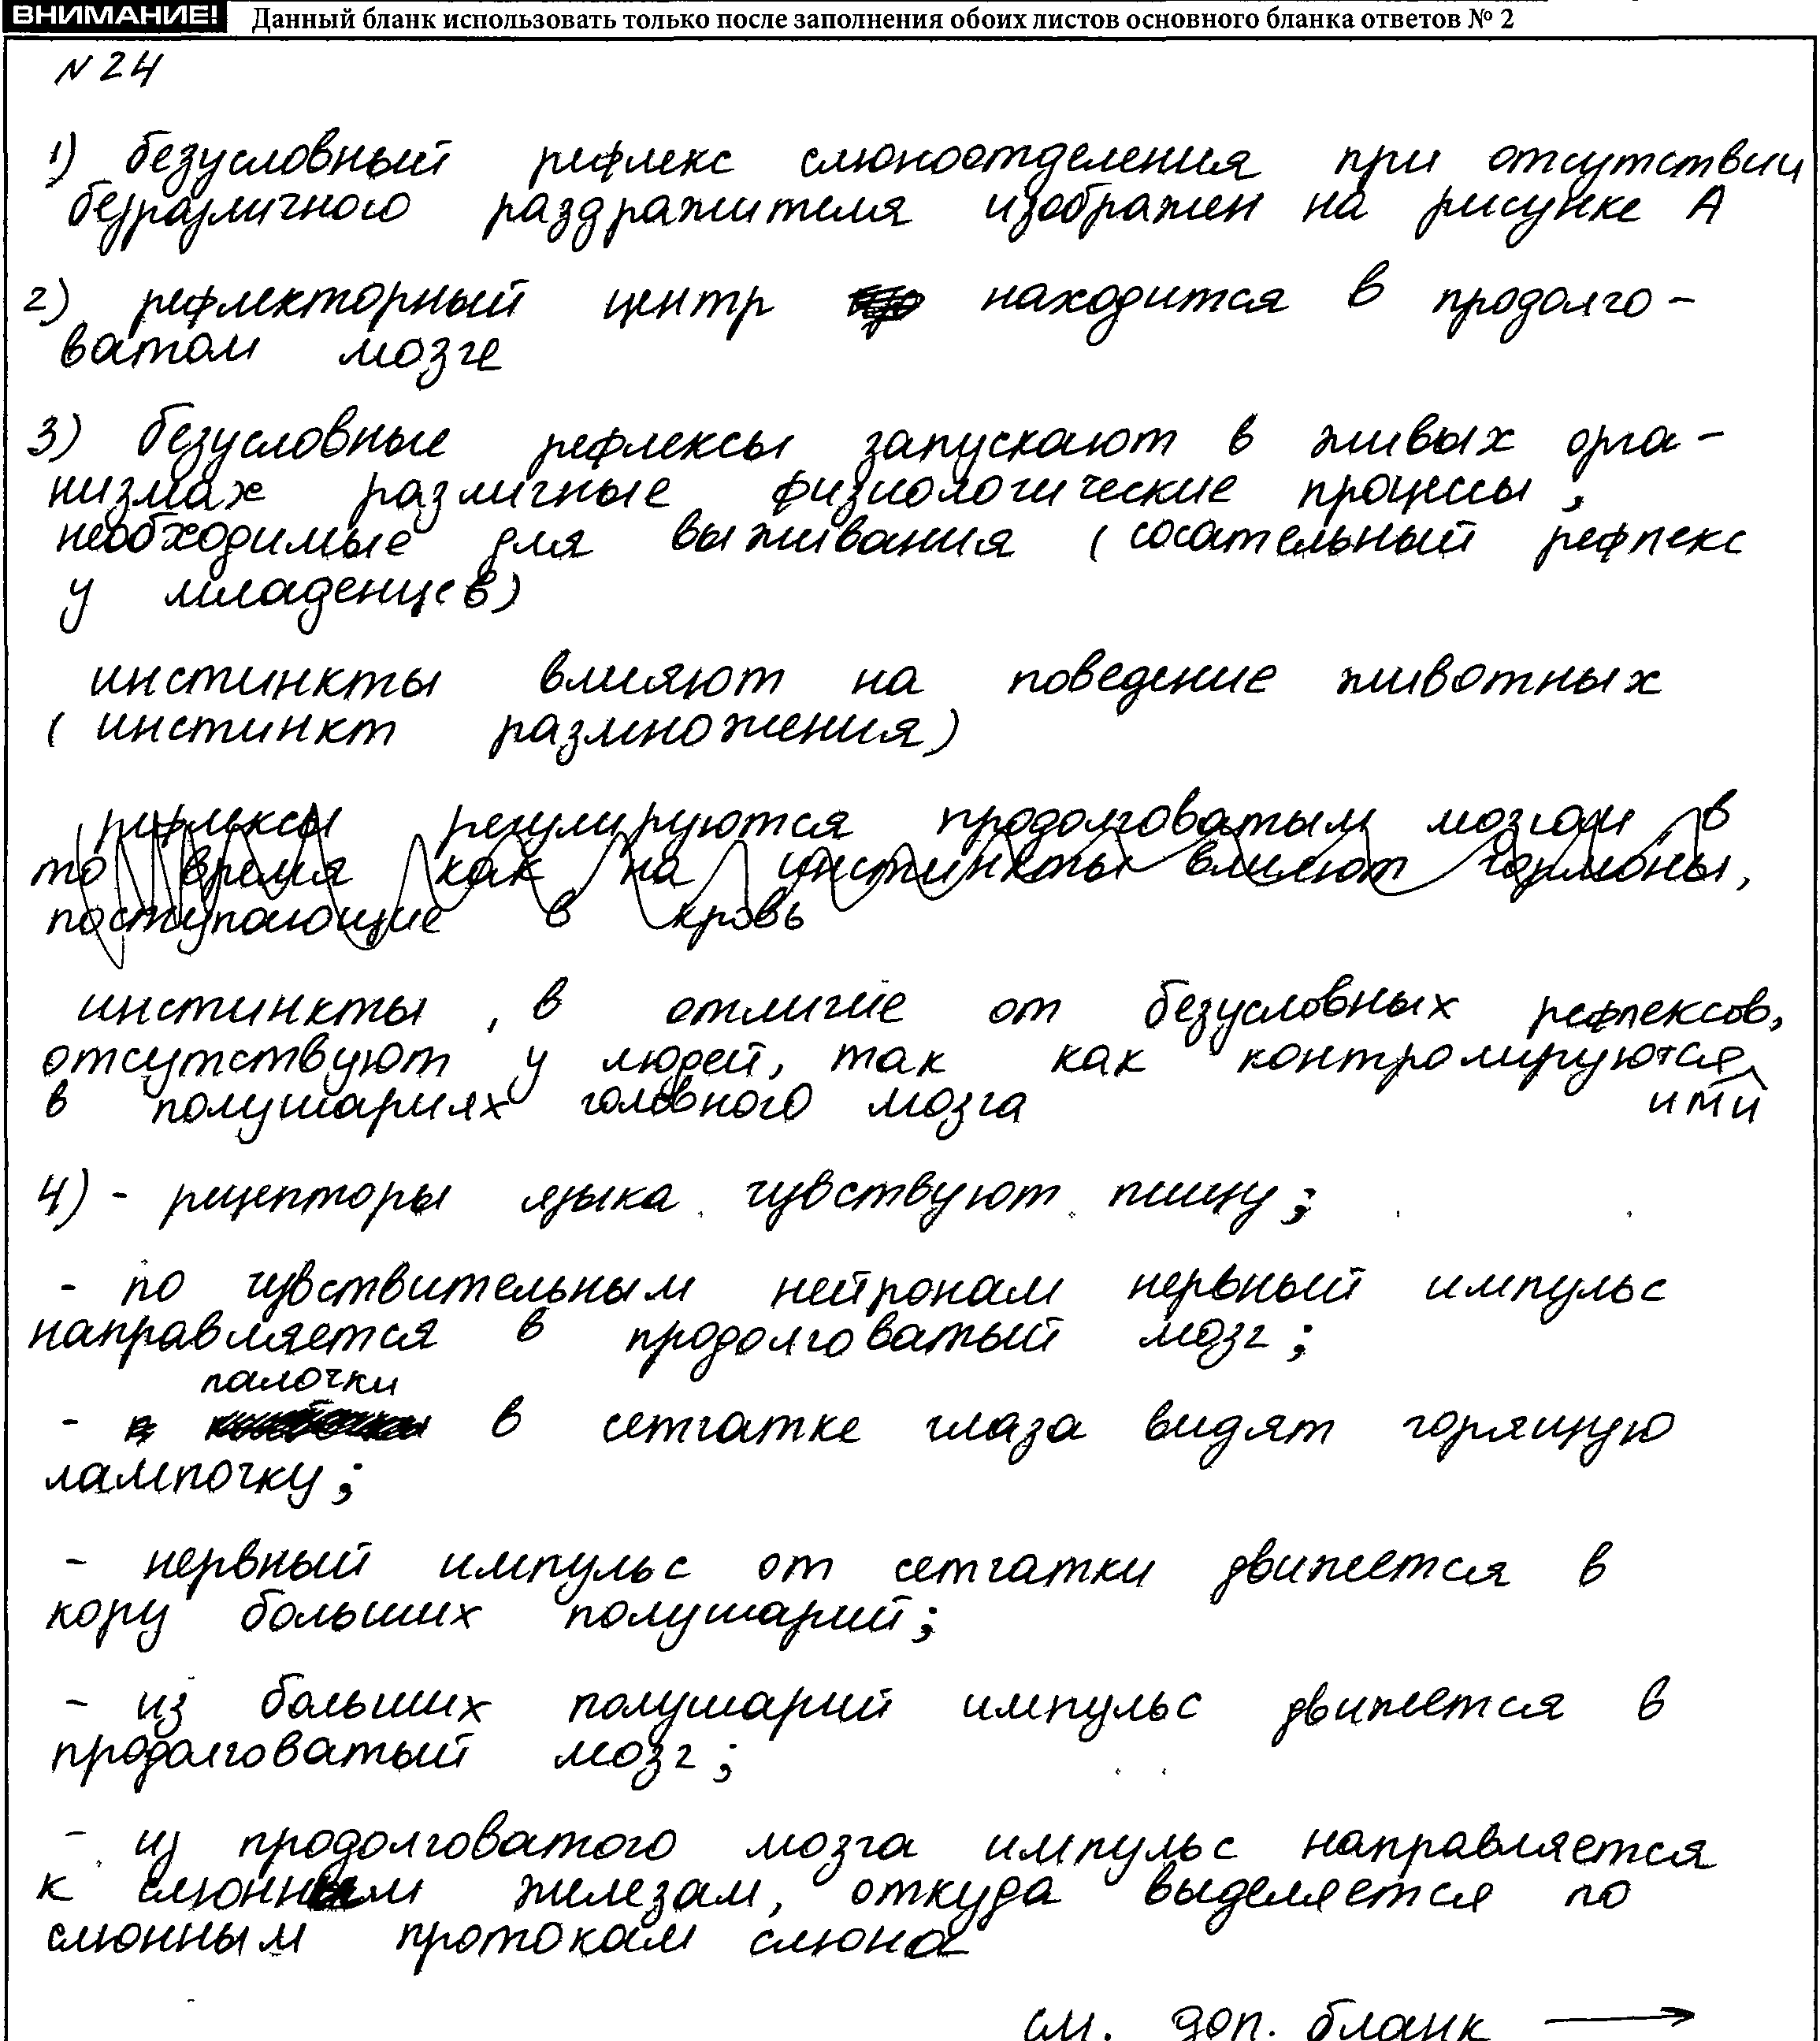 ВНИМАНИЕ! Данный бланк использовать только после заполнения обоих листов основного бланка ответов № 2
N 24
1) безусловный рефлекс слюноотделения при отсутствии
безразличного раздражителя изображен на рисунке А
2) рефлекторный центр находится в продолго-
ватом мозге
3) безусловные рефлексы запускают в живых орга-
низмах различные физиологические процессы,
необходимые для выживания (сосательный рефлекс
у младенцев)
инстинкты влияют на поведение животных
(инстинкт размножения)
рефлексы регулируются продолговатым мозгом в
то время как на инстинкты влияют гормоны,
поступающие в кровь
инстинкты, в отличие от безусловных рефлексов,
отсутствуют у людей, так как контролируются
в полушариях головного мозга ими
4) - рецепторы языка чувствуют пищу;
- по чувствительным нейронам нервный импульс
направляется в продолговатый мозг;
палочки
- в сетчатке глаза видят горящую
лампочку;
- нервный импульс от сетчатки движется в
кору больших полушарий;
- из больших полушарий импульс движется в
продолговатый мозг;
- из продолговатого мозга импульс направляется
к слюнным железам, откуда выделяется по
слюнным протокам слюна
см. доп. бланк →